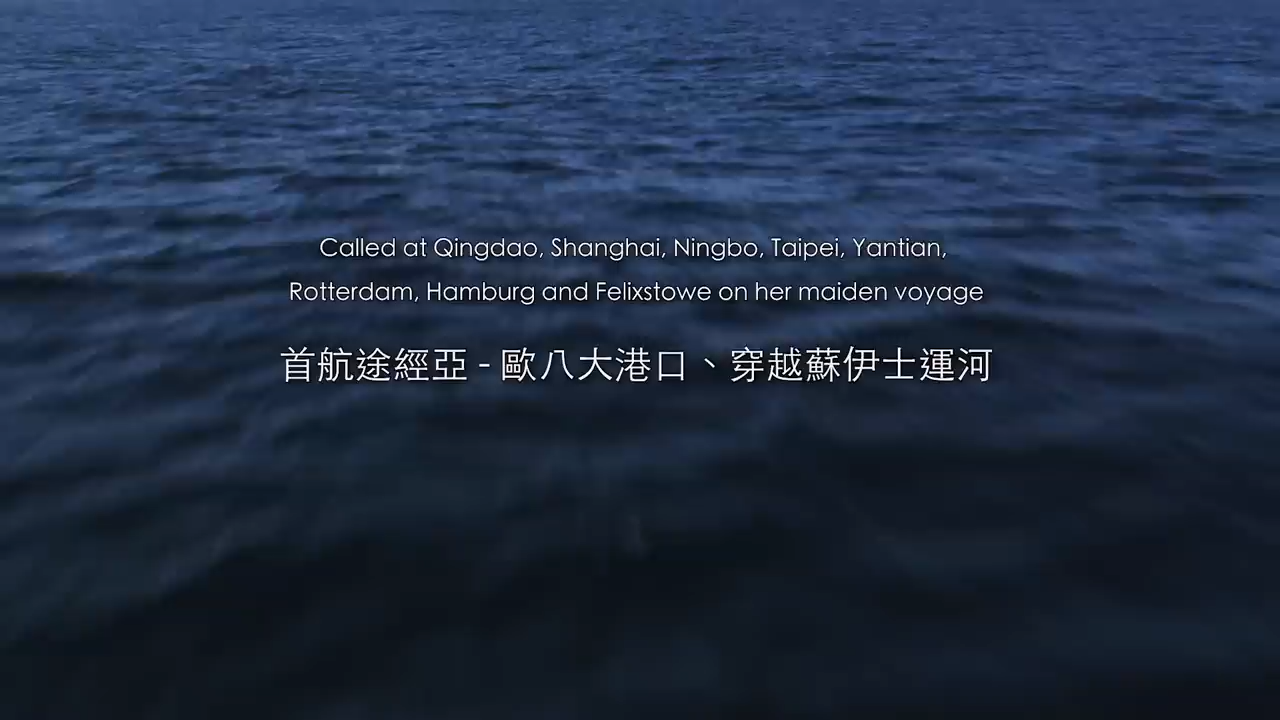 Called at Qingdao, Shanghai, Ningbo, Taipei, Yantian,
Rotterdam, Hamburg and Felixstowe on her maiden voyage
首航途經亞 - 歐八大港口、穿越蘇伊士運河